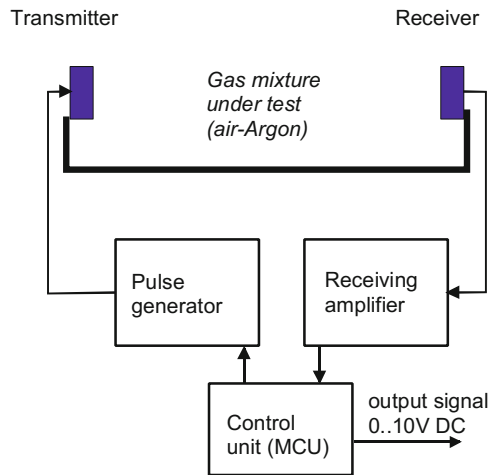 Transmitter
Receiver
Gas mixture
under test
(air-Argon)
Pulse
generator
Receiving
amplifier
Control
unit (MCU)
output signal
0..10V DC